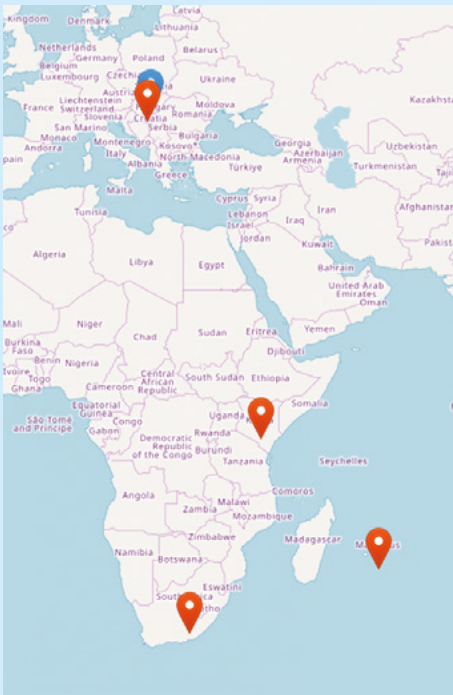 Latvia
Kingdom
Denmark
Lithuania
Netherlands
Belarus
Germany
Poland
Belgium
Luxembourg
Ukraine
Liechtenstein
Moldova
France
Switzerland
Romania
Kazakhsta
Slovenia
Croatia
San Marino
Serbia
Monaco
Bulgaria
Georgia
Uzbekistan
Andorra
Montenegro
Kosovo
Azerbaijan
Italy
North Macedonia
Armenia
pain
Albania
Türkiye
Turkmenistan
Greece
Malta
Cyprus
Syria
Tunisia
Lebanon
Iran
Afghanistan
Israel
Iraq
Jordan
Kuwait
Pakist
Algeria
Libya
Egypt
Bahrain
United Arab
Emirates
Oman
Mali
Niger
Sudan
Eritrea
Yemen
Burkina
Faso
Chad
Djibouti
Benin
Nigeria
Ivoire
Togo
Central
African
Republic
South Sudan
Ethiopia
Ghana
Cameroon
Equatorial
Guinea
Somalia
São Tomé
and Príncipe
Congo
Uganda
Gabon
Rwanda
Democratic
Republic
of the Congo
Burundi
Tanzania
Seychelles
Angola
Comoros
Malawi
Zambia
Mozambique
Zimbabwe
Madagascar
Namibia
Botswana
Eswatini